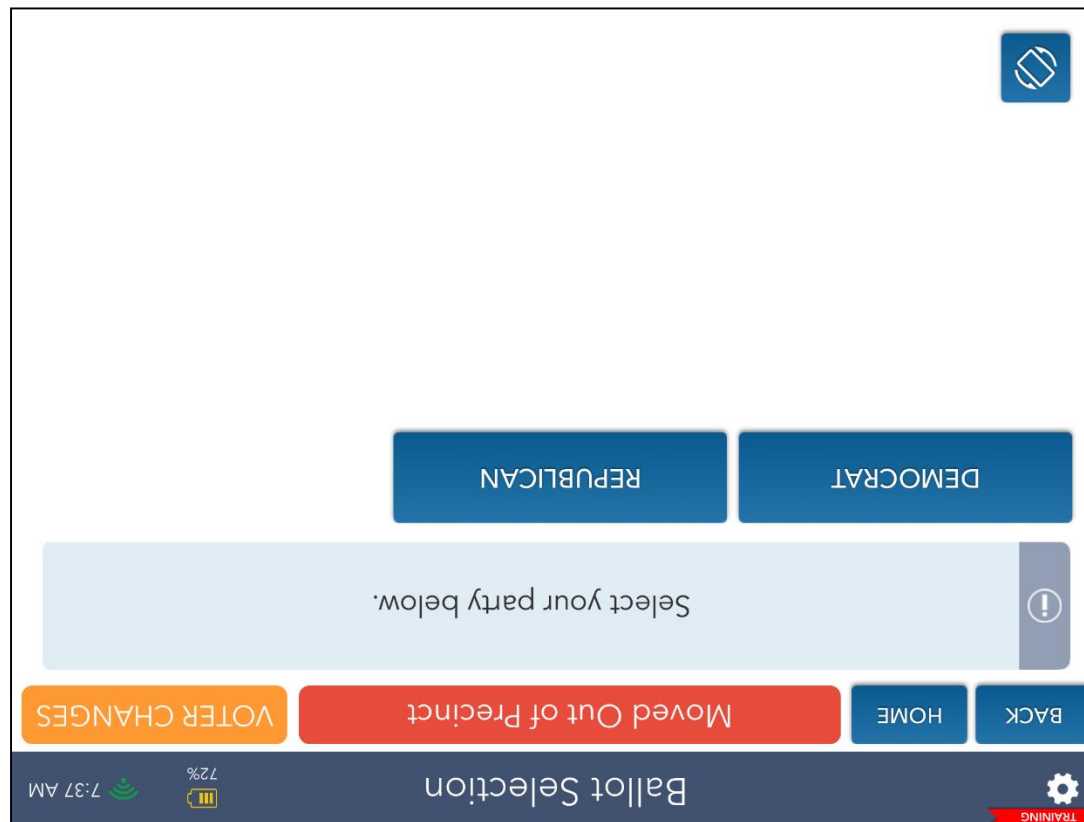 TRAINING
Ballot Selection
72%
7:37 AM
BACK
HOME
Moved Out of Precinct
VOTER CHANGES
Select your party below.
DEMOCRAT
REPUBLICAN